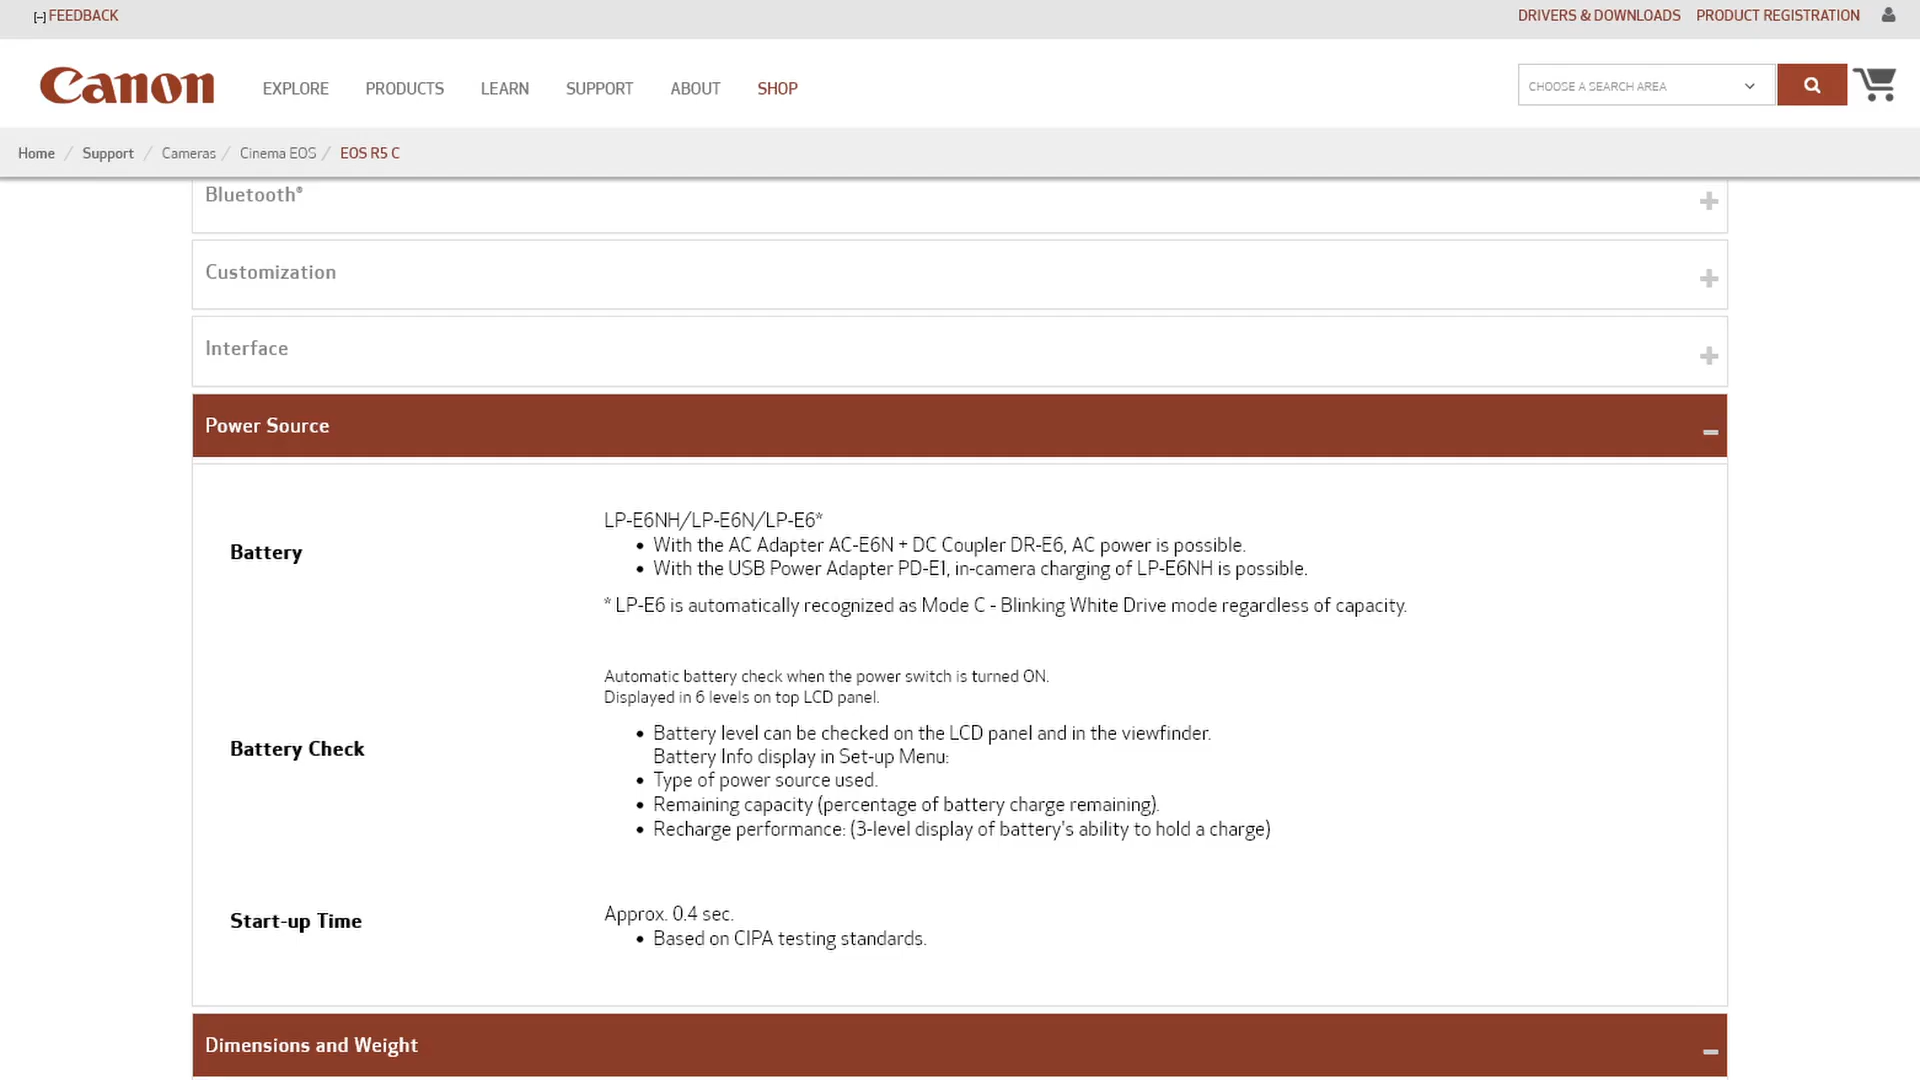 [-] FEEDBACK
DRIVERS & DOWNLOADS PRODUCT REGISTRATION
Canon EXPLORE PRODUCTS LEARN SUPPORT ABOUT SHOP CHOOSE A SEARCH AREA
Home / Support / Cameras / Cinema EOS / EOS R5 C
Bluetooth®
Customization
Interface
Power Source
Battery
LP-E6NH/LP-E6N/LP-E6*
• With the AC Adapter AC-E6N + DC Coupler DR-E6, AC power is possible.
• With the USB Power Adapter PD-E1, in-camera charging of LP-E6NH is possible.
* LP-E6 is automatically recognized as Mode C - Blinking White Drive mode regardless of capacity.
Battery Check
Automatic battery check when the power switch is turned ON.
Displayed in 6 levels on top LCD panel.
• Battery level can be checked on the LCD panel and in the viewfinder.
Battery Info display in Set-up Menu:
• Type of power source used.
• Remaining capacity (percentage of battery charge remaining).
• Recharge performance: (3-level display of battery's ability to hold a charge)
Start-up Time
Approx. 0.4 sec.
• Based on CIPA testing standards.
Dimensions and Weight